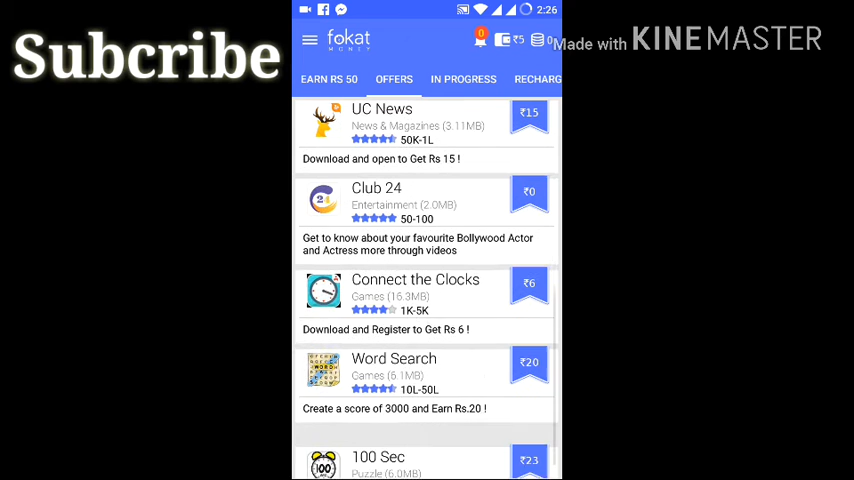 Subcribe
Made with KINEMASTER
2:26
fokat
MONEY
0
₹5
0
EARN RS 50
OFFERS
IN PROGRESS
RECHARG
UC News
News & Magazines (3.11MB)
50K-1L
₹15
Download and open to Get Rs 15 !
Club 24
Entertainment (2.0MB)
50-100
₹0
24
Get to know about your favourite Bollywood Actor
and Actress more through videos
Connect the Clocks
Games (16.3MB)
1K-5K
₹6
Download and Register to Get Rs 6 !
Word Search
Games (6.1MB)
10L-50L
₹20
WORD
Create a score of 3000 and Earn Rs.20 !
100 Sec
Puzzle (6.0MB)
₹23
100